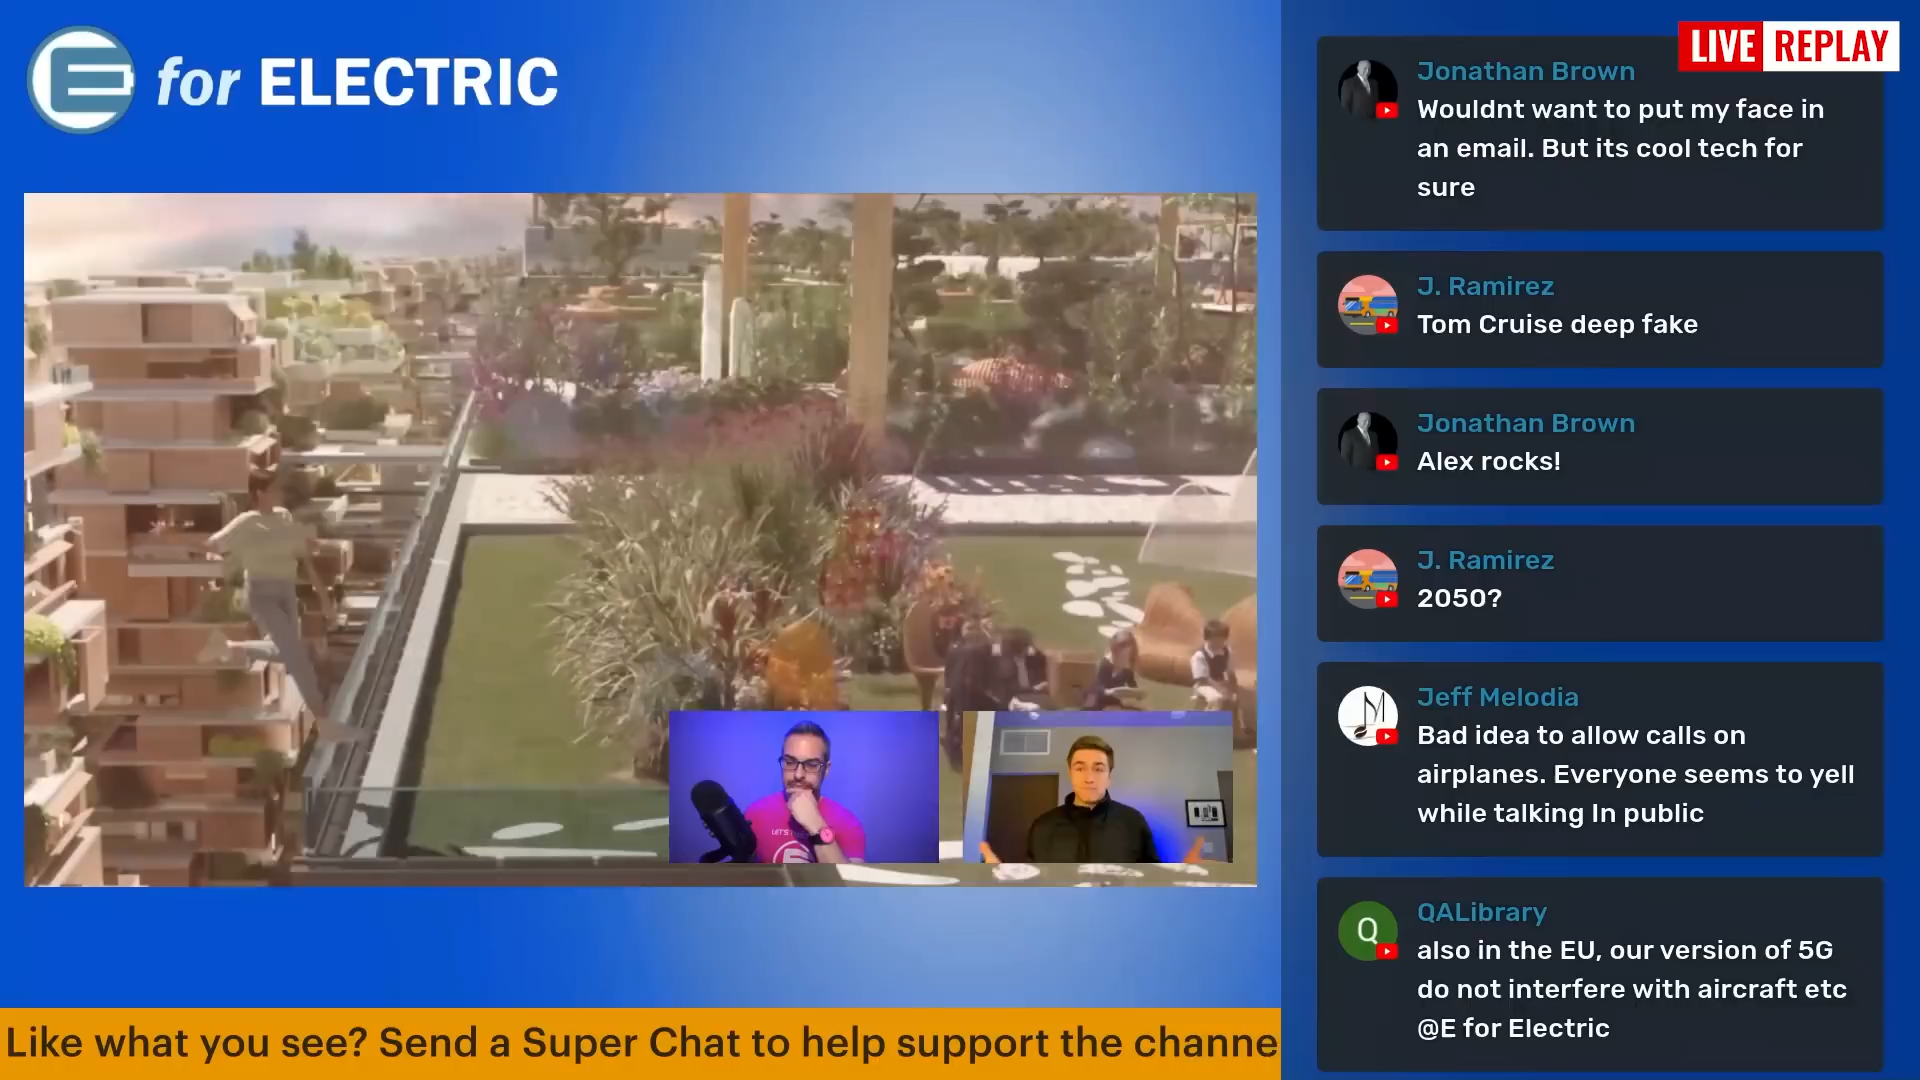 for ELECTRIC
LET'S
Like what you see? Send a Super Chat to help support the channe
LIVE REPLAY
Jonathan Brown
Wouldnt want to put my face in
an email. But its cool tech for
sure
J. Ramirez
Tom Cruise deep fake
Jonathan Brown
Alex rocks!
J. Ramirez
2050?
Jeff Melodia
Bad idea to allow calls on
airplanes. Everyone seems to yell
while talking In public
Q
QALibrary
also in the EU, our version of 5G
do not interfere with aircraft etc
@E for Electric